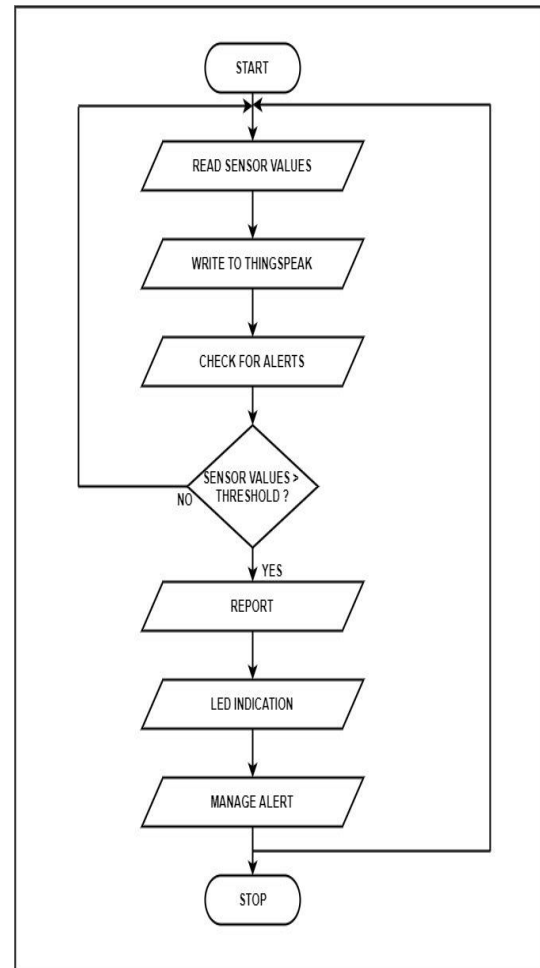 START
READ SENSOR VALUES
WRITE TO THINGSPEAK
CHECK FOR ALERTS
SENSOR VALUES >
THRESHOLD ?
NO
YES
REPORT
LED INDICATION
MANAGE ALERT
STOP